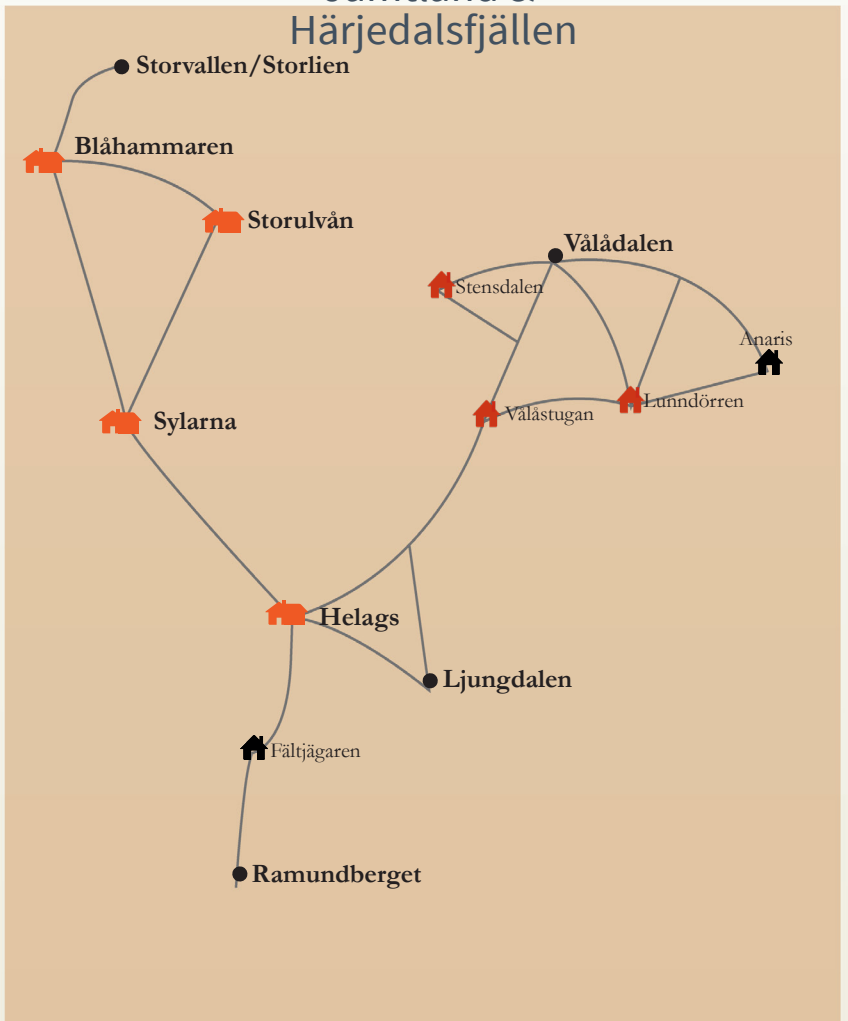 Härjedalsfjällen
Storvallen/Storlien
Blåhammaren
Storulvån
Vålådalen
Stensdalen
Anaris
Lunndörren
Vålåstugan
Sylarna
Helags
Ljungdalen
Fältjägaren
Ramundberget